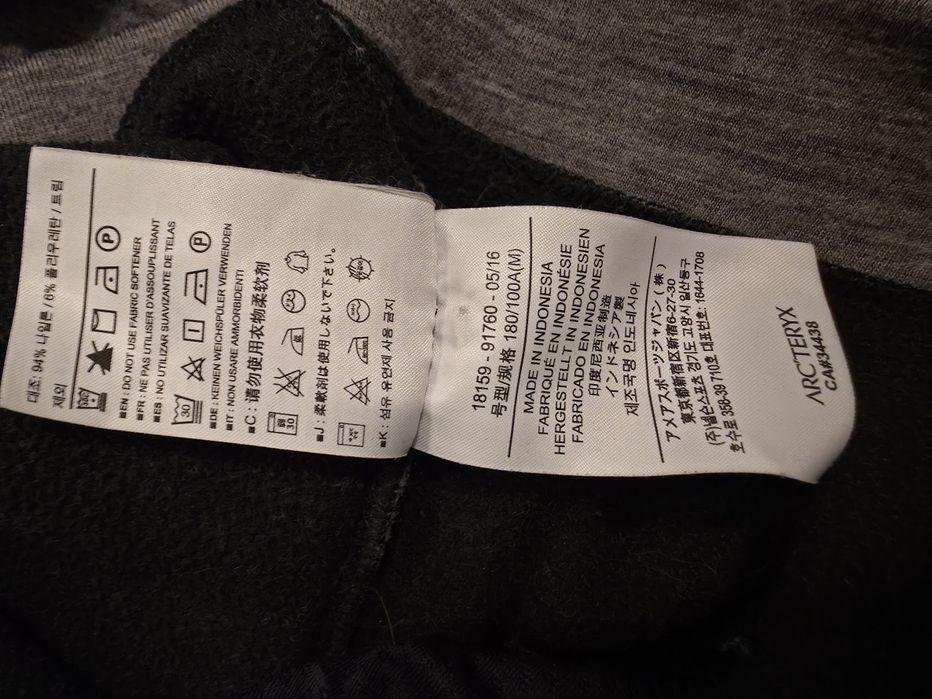 대조: 94% 나일론 / 6% 폴리우레탄 / 트림
제외
■EN: DO NOT USE FABRIC SOFTENER
■FR: NE PAS UTILISER D'ASSOUPLISSANT
■ES: NO UTILIZAR SUAVIZANTE DE TELAS
30
P
■DE: KEINEN WEICHSPÜLER VERWENDEN
■IT: NON USARE AMMORBIDENTI
■C: 请勿使用衣物柔软剂
30
■J: 柔軟剤は使用しないで下さい。
■K: 섬유 유연제 사용 금지
18159 - 91760 - 05/16
号型/规格 180/100A(M)
MADE IN INDONESIA
FABRIQUÉ EN INDONÉSIE
HERGESTELLT IN INDONESIEN
FABRICADO EN INDONESIA
印度尼西亚制造
インドネシア製
제조국명 인도네시아
アメアスポーツジャパン ( 株 )
東京都新宿区新宿6-27-30
(주)넬슨스포츠 경기도 고양시 일산동구
호수로 358-39 710호 대표번호: 1644-1708
ARC'TERYX
CA#34438